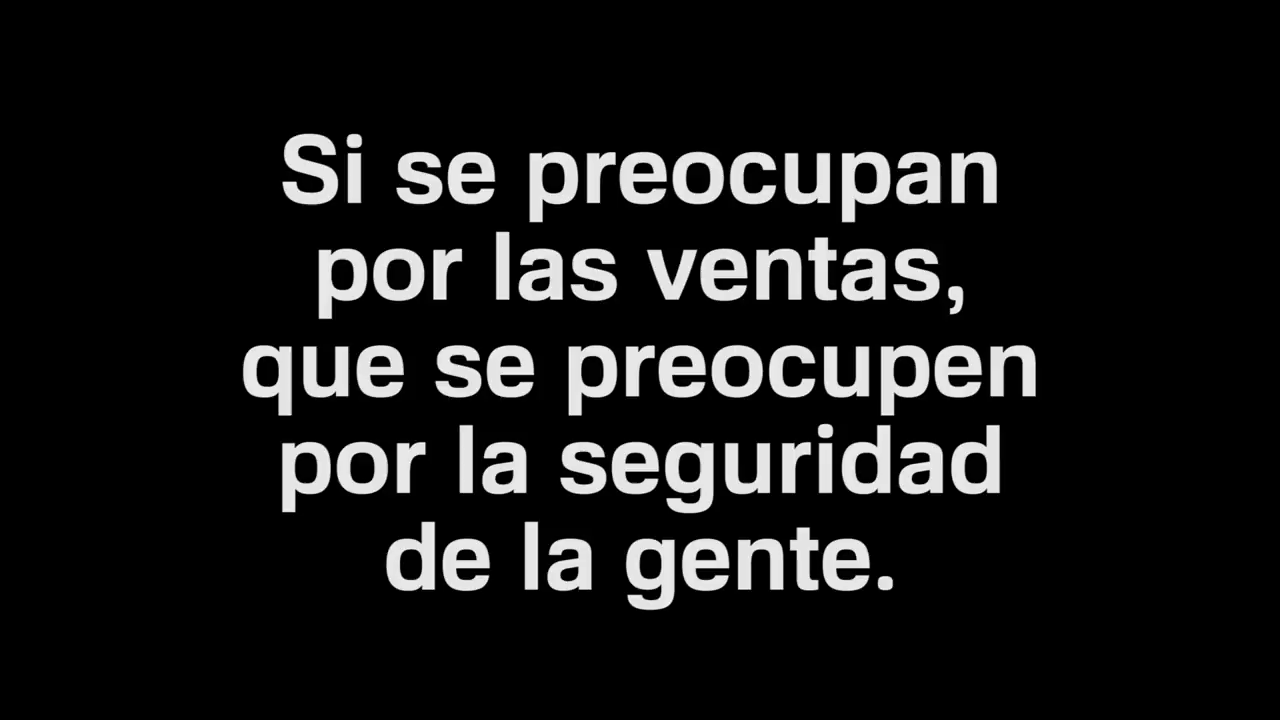 Si se preocupan
por las ventas,
que se preocupen
por la seguridad
de la gente.